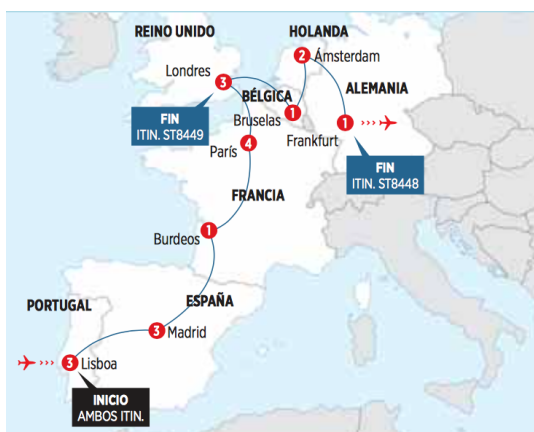 REINO UNIDO
HOLANDA
Londres
3
2
Ámsterdam
BÉLGICA
ALEMANIA
FIN
ITIN. ST8449
Bruselas
1
1
Frankfurt
París
4
FIN
ITIN. ST8448
FRANCIA
Burdeos
1
ESPAÑA
PORTUGAL
3
Madrid
3
Lisboa
INICIO
AMBOS ITIN.